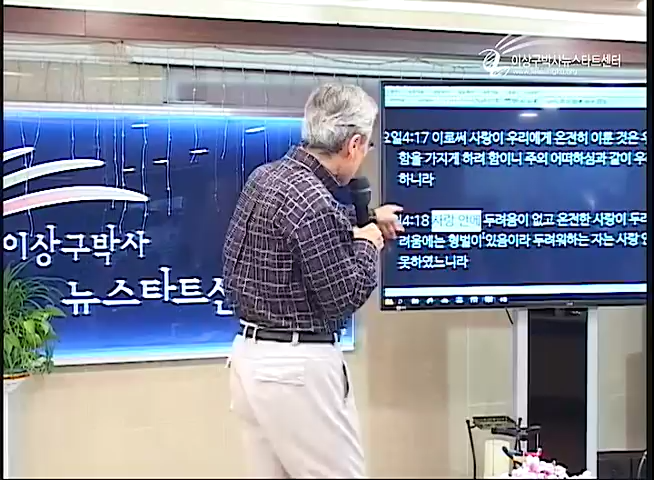 이상구박사뉴스타트센터
요일4:17 이로써 사랑이 우리에게 온전히 이룬 것은 우
함을 가지게 하려 함이니 주의 어떠하심과 같이 우
하니라
4:18 사랑 안에 두려움이 없고 온전한 사랑이 두려
려움에는 형벌이 있음이라 두려워하는 자는 사랑 안
못하였느니라
이상구박사
뉴스타트센